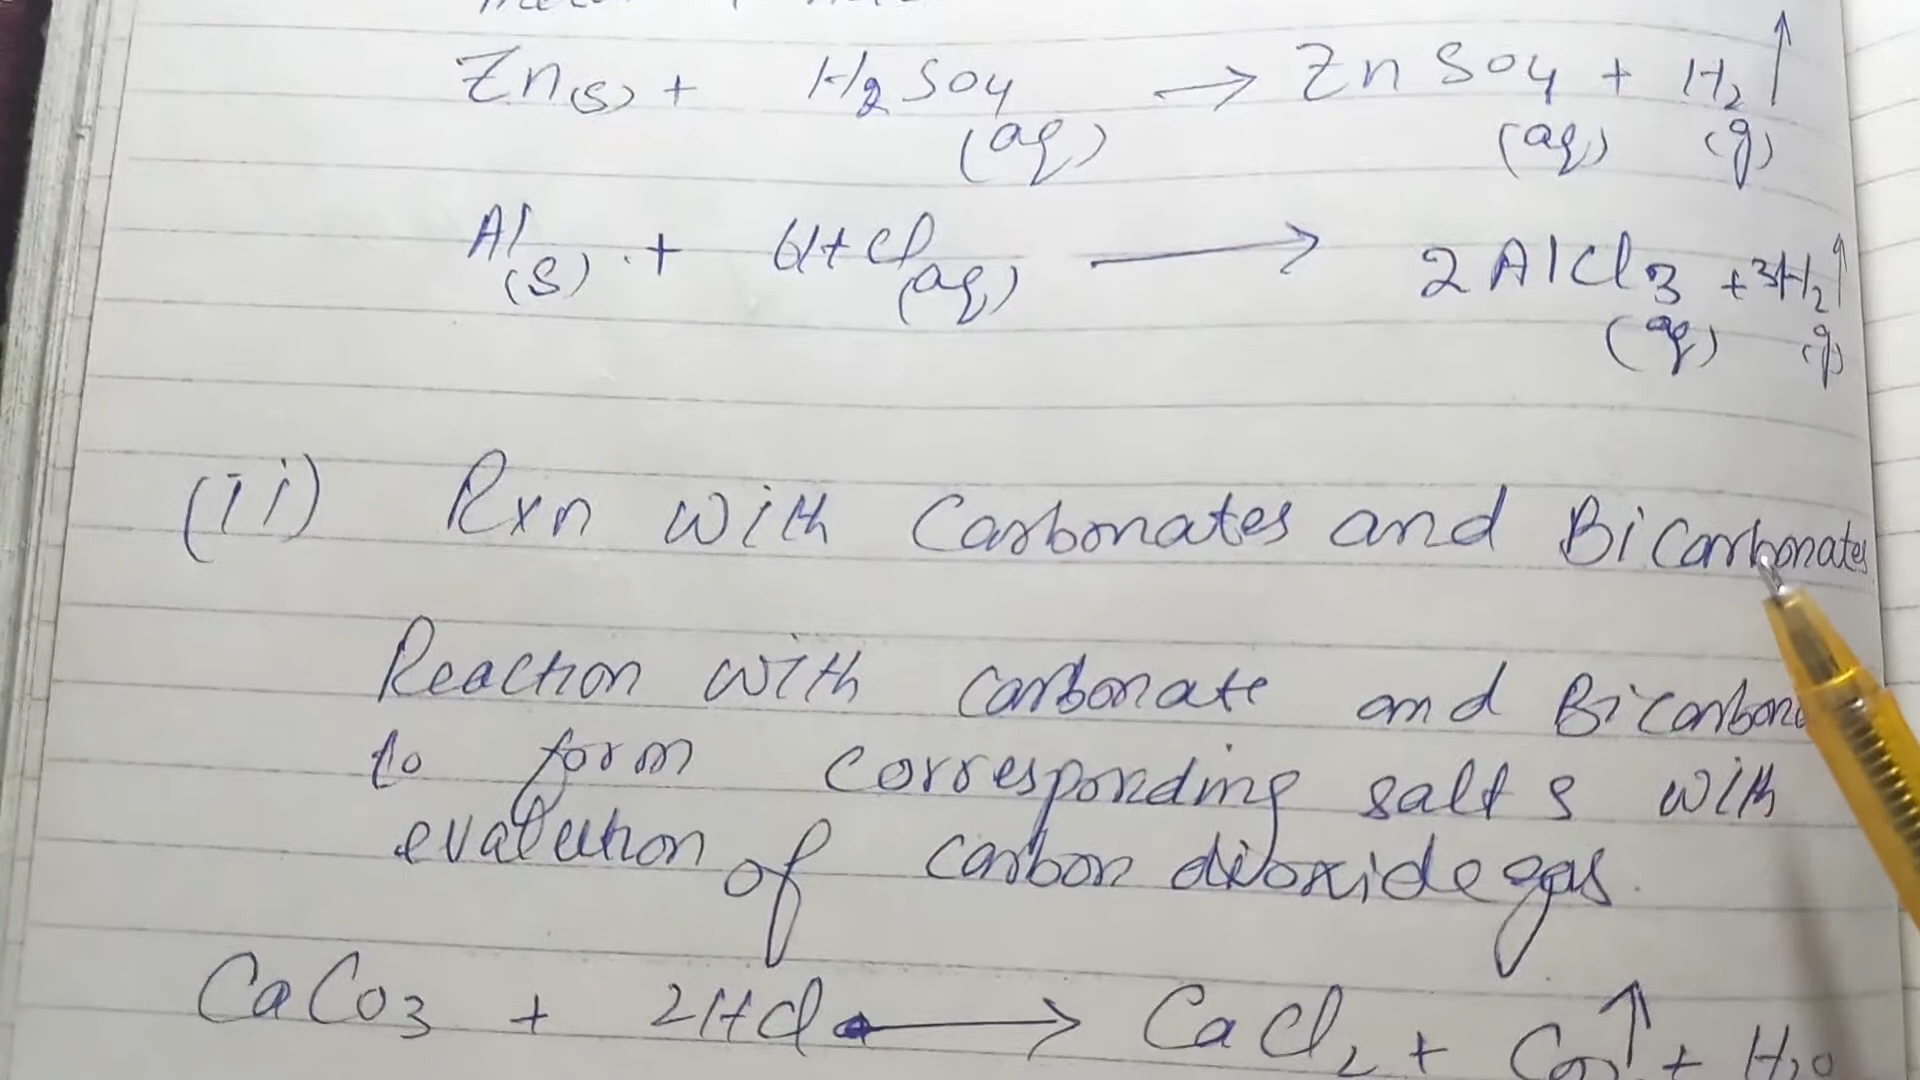 Zn(s) + H2SO4 (aq) → ZnSO4 (aq) + H2↑ (g)
Al(s) + 6HCl(aq) → 2AlCl3 (aq) + 3H2↑ (g)
(ii) Rxn with Carbonates and Bicarbonates
Reaction with carbonate and Bicarbona
to form corresponding salts with
evalution of carbon dioxide gas.
CaCO3 + 2HCl → CaCl2 + CO2↑ + H2O